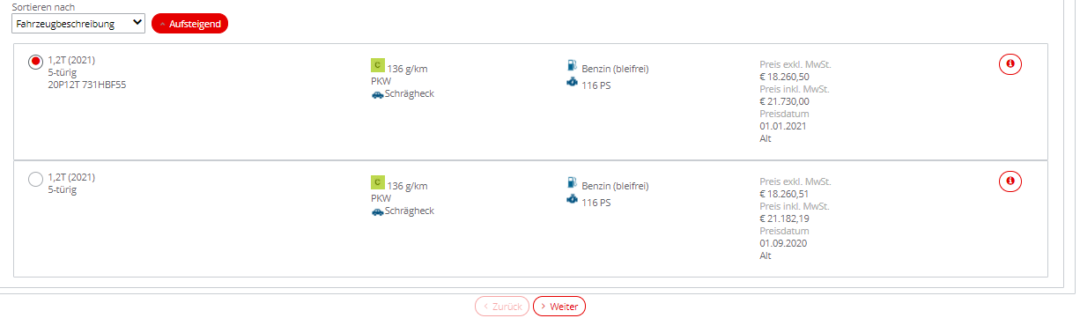 Sortieren nach
Fahrzeugbeschreibung Aufsteigend
1,2T (2021)
5-türig
20P12T 731HBF55
C 136 g/km
PKW
Schrägheck
Benzin (bleifrei)
116 PS
Preis exkl. MwSt.
€ 18.260,50
Preis inkl. MwSt.
€ 21.730,00
Preisdatum
01.01.2021
Alt
1,2T (2021)
5-türig
C 136 g/km
PKW
Schrägheck
Benzin (bleifrei)
116 PS
Preis exkl. MwSt.
€ 18.260,51
Preis inkl. MwSt.
€ 21.182,19
Preisdatum
01.09.2020
Alt
< Zurück > Weiter